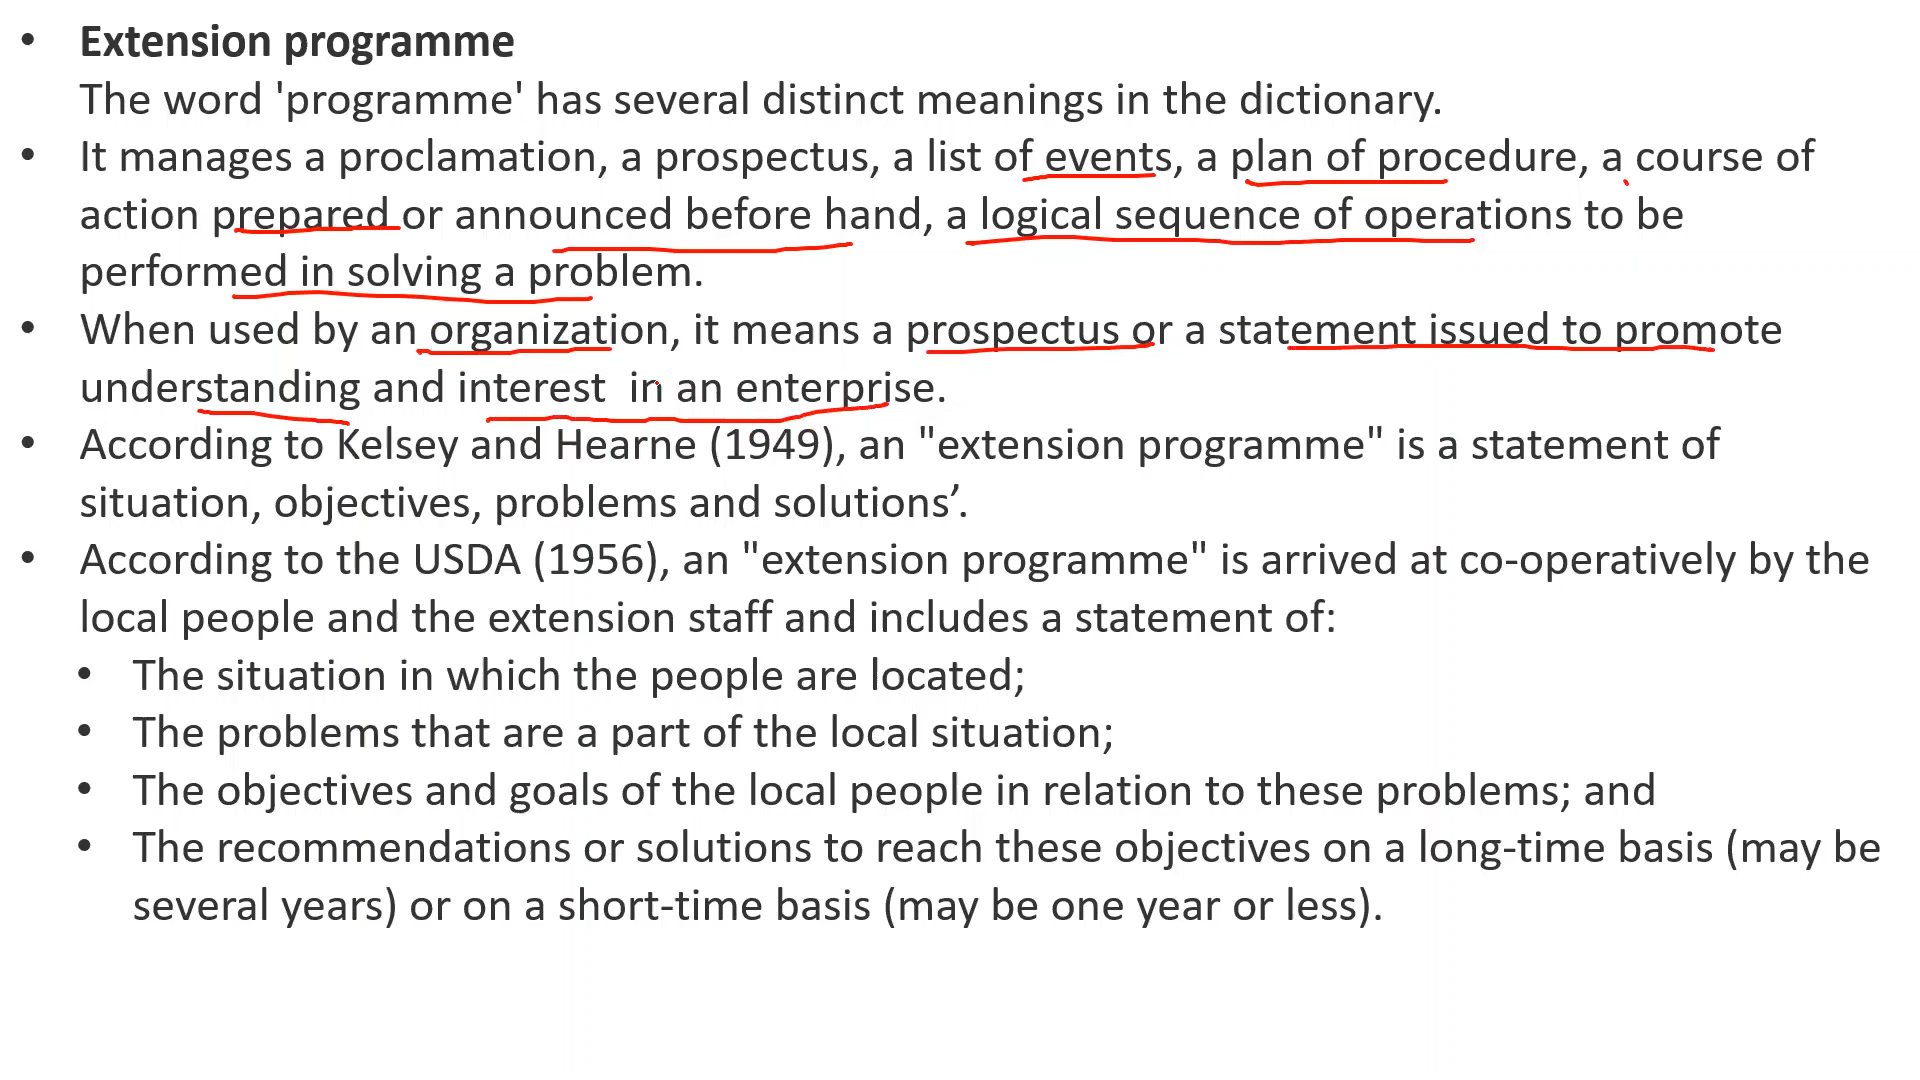 • Extension programme
The word 'programme' has several distinct meanings in the dictionary.
• It manages a proclamation, a prospectus, a list of events, a plan of procedure, a course of
action prepared or announced before hand, a logical sequence of operations to be
performed in solving a problem.
• When used by an organization, it means a prospectus or a statement issued to promote
understanding and interest in an enterprise.
• According to Kelsey and Hearne (1949), an "extension programme" is a statement of
situation, objectives, problems and solutions’.
• According to the USDA (1956), an "extension programme" is arrived at co-operatively by the
local people and the extension staff and includes a statement of:
• The situation in which the people are located;
• The problems that are a part of the local situation;
• The objectives and goals of the local people in relation to these problems; and
• The recommendations or solutions to reach these objectives on a long-time basis (may be
several years) or on a short-time basis (may be one year or less).